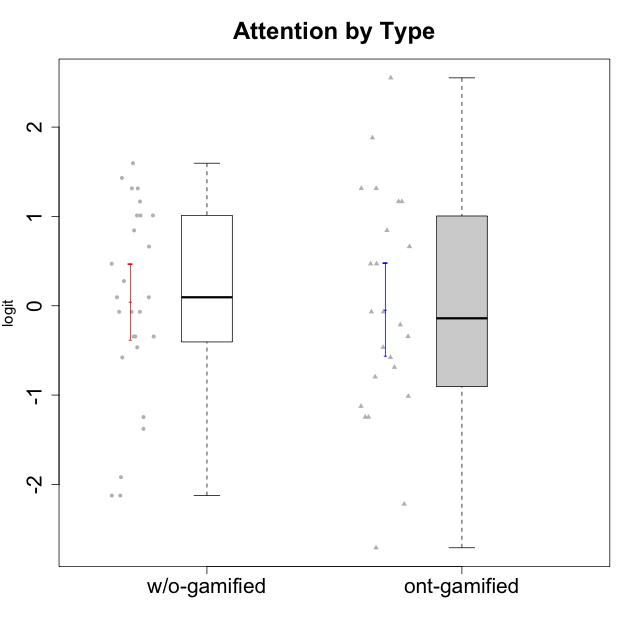 Attention by Type
logit
2
1
0
-1
-2
w/o-gamified
ont-gamified